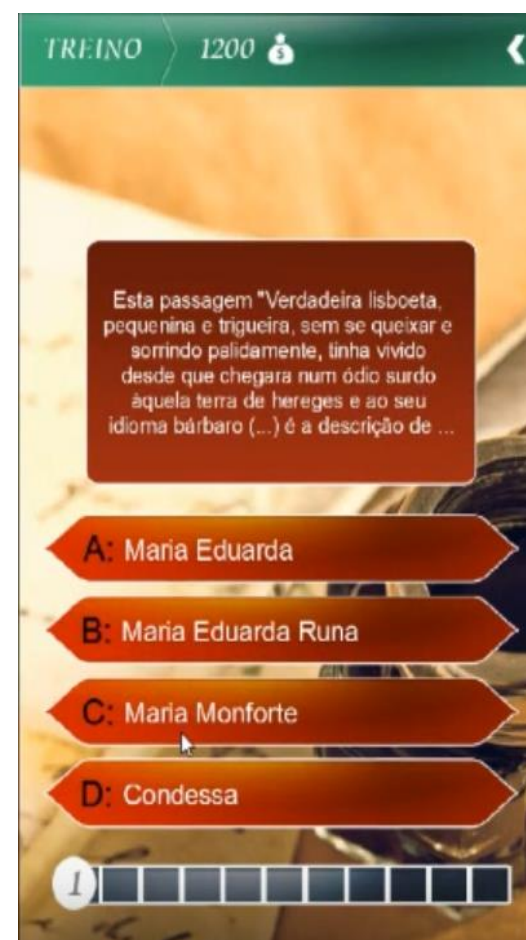 TREINO 1200 $
Esta passagem "Verdadeira lisboeta,
pequenina e trigueira, sem se queixar e
sorrindo palidamente, tinha vivido
desde que chegara num ódio surdo
àquela terra de hereges e ao seu
idioma bárbaro (...) é a descrição de ...
A: Maria Eduarda
B: Maria Eduarda Runa
C: Maria Monforte
D: Condessa
1